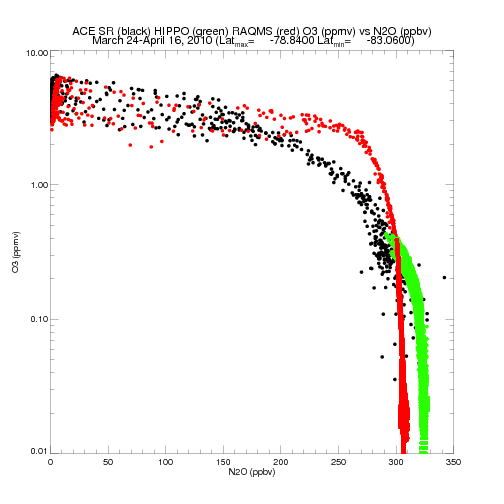 ACE SR (black) HIPPO (green) RAQMS (red) O3 (ppmv) vs N2O (ppbv)
March 24-April 16, 2010 (Latmax= -78.8400 Latmin= -83.0600)
10.00
1.00
0.10
0.01
O3 (ppmv)
0 50 100 150 200 250 300 350
N2O (ppbv)